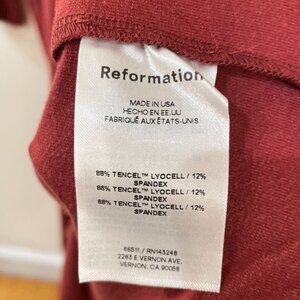 Reformation
MADE IN USA
HECHO EN EE.UU
FABRIQUÉ AUX ÉTATS-UNIS
88% TENCEL™ LYOCELL / 12%
SPANDEX
88% TENCEL™ LYOCELL / 12%
SPANDEX
88% TENCEL™ LYOCELL / 12%
SPANDEX
66511 / RN143248
2263 E VERNON AVE,
VERNON, CA 90058